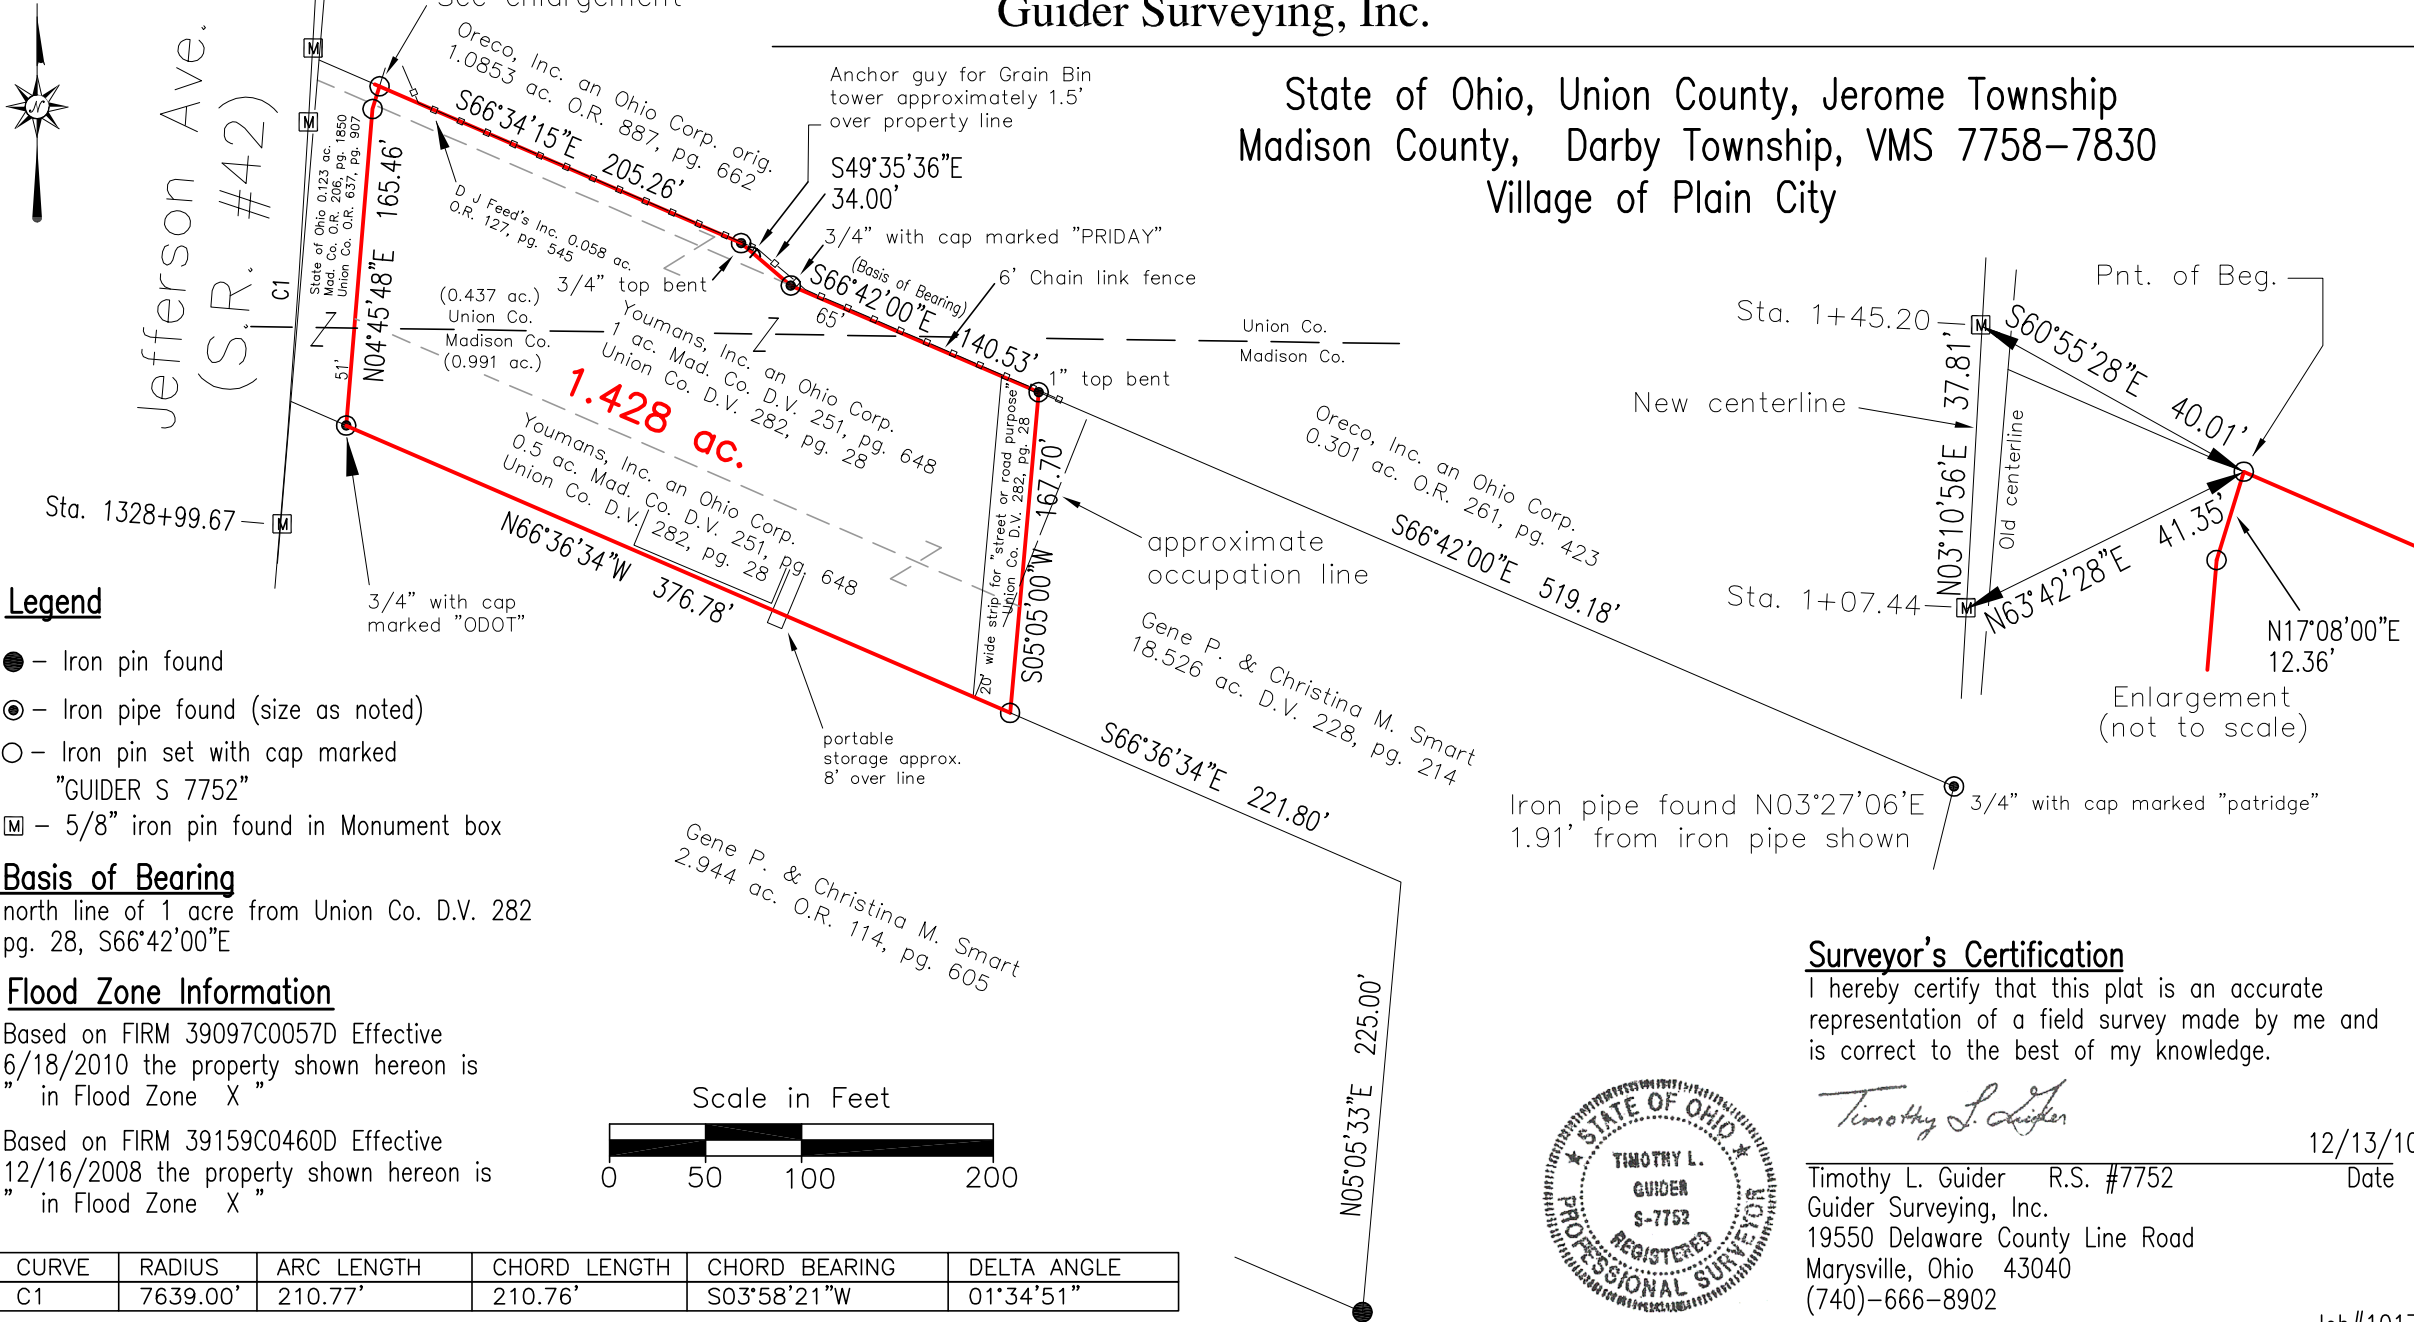 See enlargement
Guider Surveying, Inc.
State of Ohio, Union County, Jerome Township
Madison County, Darby Township, VMS 7758-7830
Village of Plain City
N
Jefferson Ave.
(S.R. #42)
M
M
C1
State of Ohio 0.123 ac.
Mad. Co. O.R. 206, pg. 1850
Union Co. O.R. 637, pg. 907
N04°45'48"E 165.46'
51'
Oreco, Inc. an Ohio Corp. orig.
1.0853 ac. O.R. 887, pg. 662
S66°34'15"E 205.26'
D J Feed's Inc. 0.058 ac.
O.R. 127, pg. 545
Anchor guy for Grain Bin
tower approximately 1.5'
over property line
S49°35'36"E
34.00'
3/4" with cap marked "PRIDAY"
3/4" top bent
(Basis of Bearing)
S66°42'00"E 140.53'
65'
6' Chain link fence
(0.437 ac.)
Union Co.
Madison Co.
(0.991 ac.)
Union Co.
Madison Co.
Youmans, Inc. an Ohio Corp.
1 ac. Mad. Co. D.V. 251, pg. 648
Union Co. D.V. 282, pg. 28
1.428 ac.
Youmans, Inc. an Ohio Corp.
0.5 ac. Mad. Co. D.V. 251, pg. 648
Union Co. D.V. 282, pg. 28
1" top bent
20' wide strip for "street or road purpose"
Union Co. D.V. 282, pg. 28
S05°05'00"W 167.70'
approximate
occupation line
N66°36'34"W 376.78'
Sta. 1328+99.67
M
3/4" with cap
marked "ODOT"
portable
storage approx.
8' over line
Oreco, Inc. an Ohio Corp.
0.301 ac. O.R. 261, pg. 423
S66°42'00"E 519.18'
Gene P. & Christina M. Smart
18.526 ac. D.V. 228, pg. 214
S66°36'34"E 221.80'
Gene P. & Christina M. Smart
2.944 ac. O.R. 114, pg. 605
N05°05'33"E 225.00'
Iron pipe found N03°27'06"E
1.91' from iron pipe shown
3/4" with cap marked "patridge"
Pnt. of Beg.
Sta. 1+45.20
M
S60°55'28"E 40.01'
N03°10'56"E 37.81'
New centerline
Old centerline
Sta. 1+07.44
M
N63°42'28"E 41.35'
N17°08'00"E
12.36'
Enlargement
(not to scale)
Legend
- Iron pin found
- Iron pipe found (size as noted)
- Iron pin set with cap marked
"GUIDER S 7752"
M - 5/8" iron pin found in Monument box
Basis of Bearing
north line of 1 acre from Union Co. D.V. 282
pg. 28, S66°42'00"E
Flood Zone Information
Based on FIRM 39097C0057D Effective
6/18/2010 the property shown hereon is
" in Flood Zone X "
Based on FIRM 39159C0460D Effective
12/16/2008 the property shown hereon is
" in Flood Zone X "
Scale in Feet
0 50 100 200
CURVE RADIUS ARC LENGTH CHORD LENGTH CHORD BEARING DELTA ANGLE
C1 7639.00' 210.77' 210.76' S03°58'21"W 01°34'51"
Surveyor's Certification
I hereby certify that this plat is an accurate
representation of a field survey made by me and
is correct to the best of my knowledge.
Timothy L. Guider
12/13/10
Timothy L. Guider R.S. #7752 Date
Guider Surveying, Inc.
19550 Delaware County Line Road
Marysville, Ohio 43040
(740)-666-8902
STATE OF OHIO
TIMOTHY L.
GUIDER
S-7752
REGISTERED
PROFESSIONAL SURVEYOR